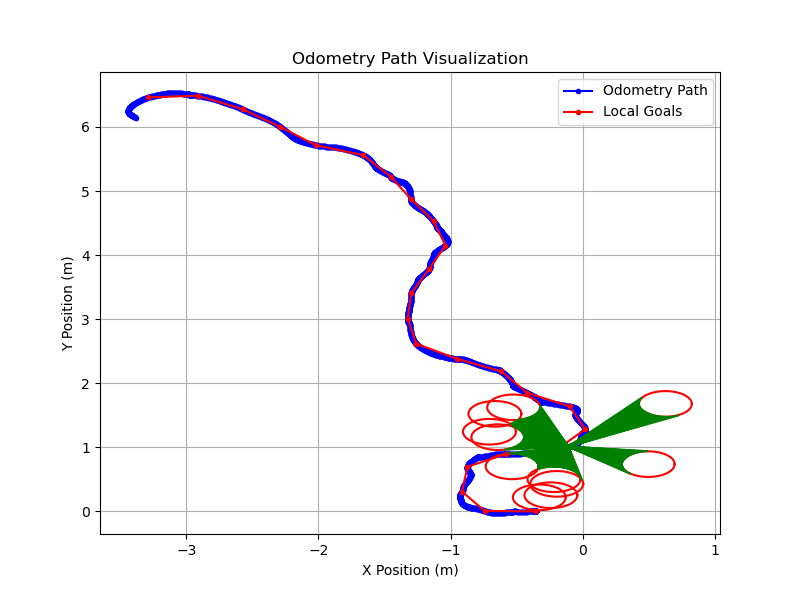 Odometry Path Visualization
Odometry Path
Local Goals
Y Position (m)
6
5
4
3
2
1
0
−3
−2
−1
0
1
X Position (m)